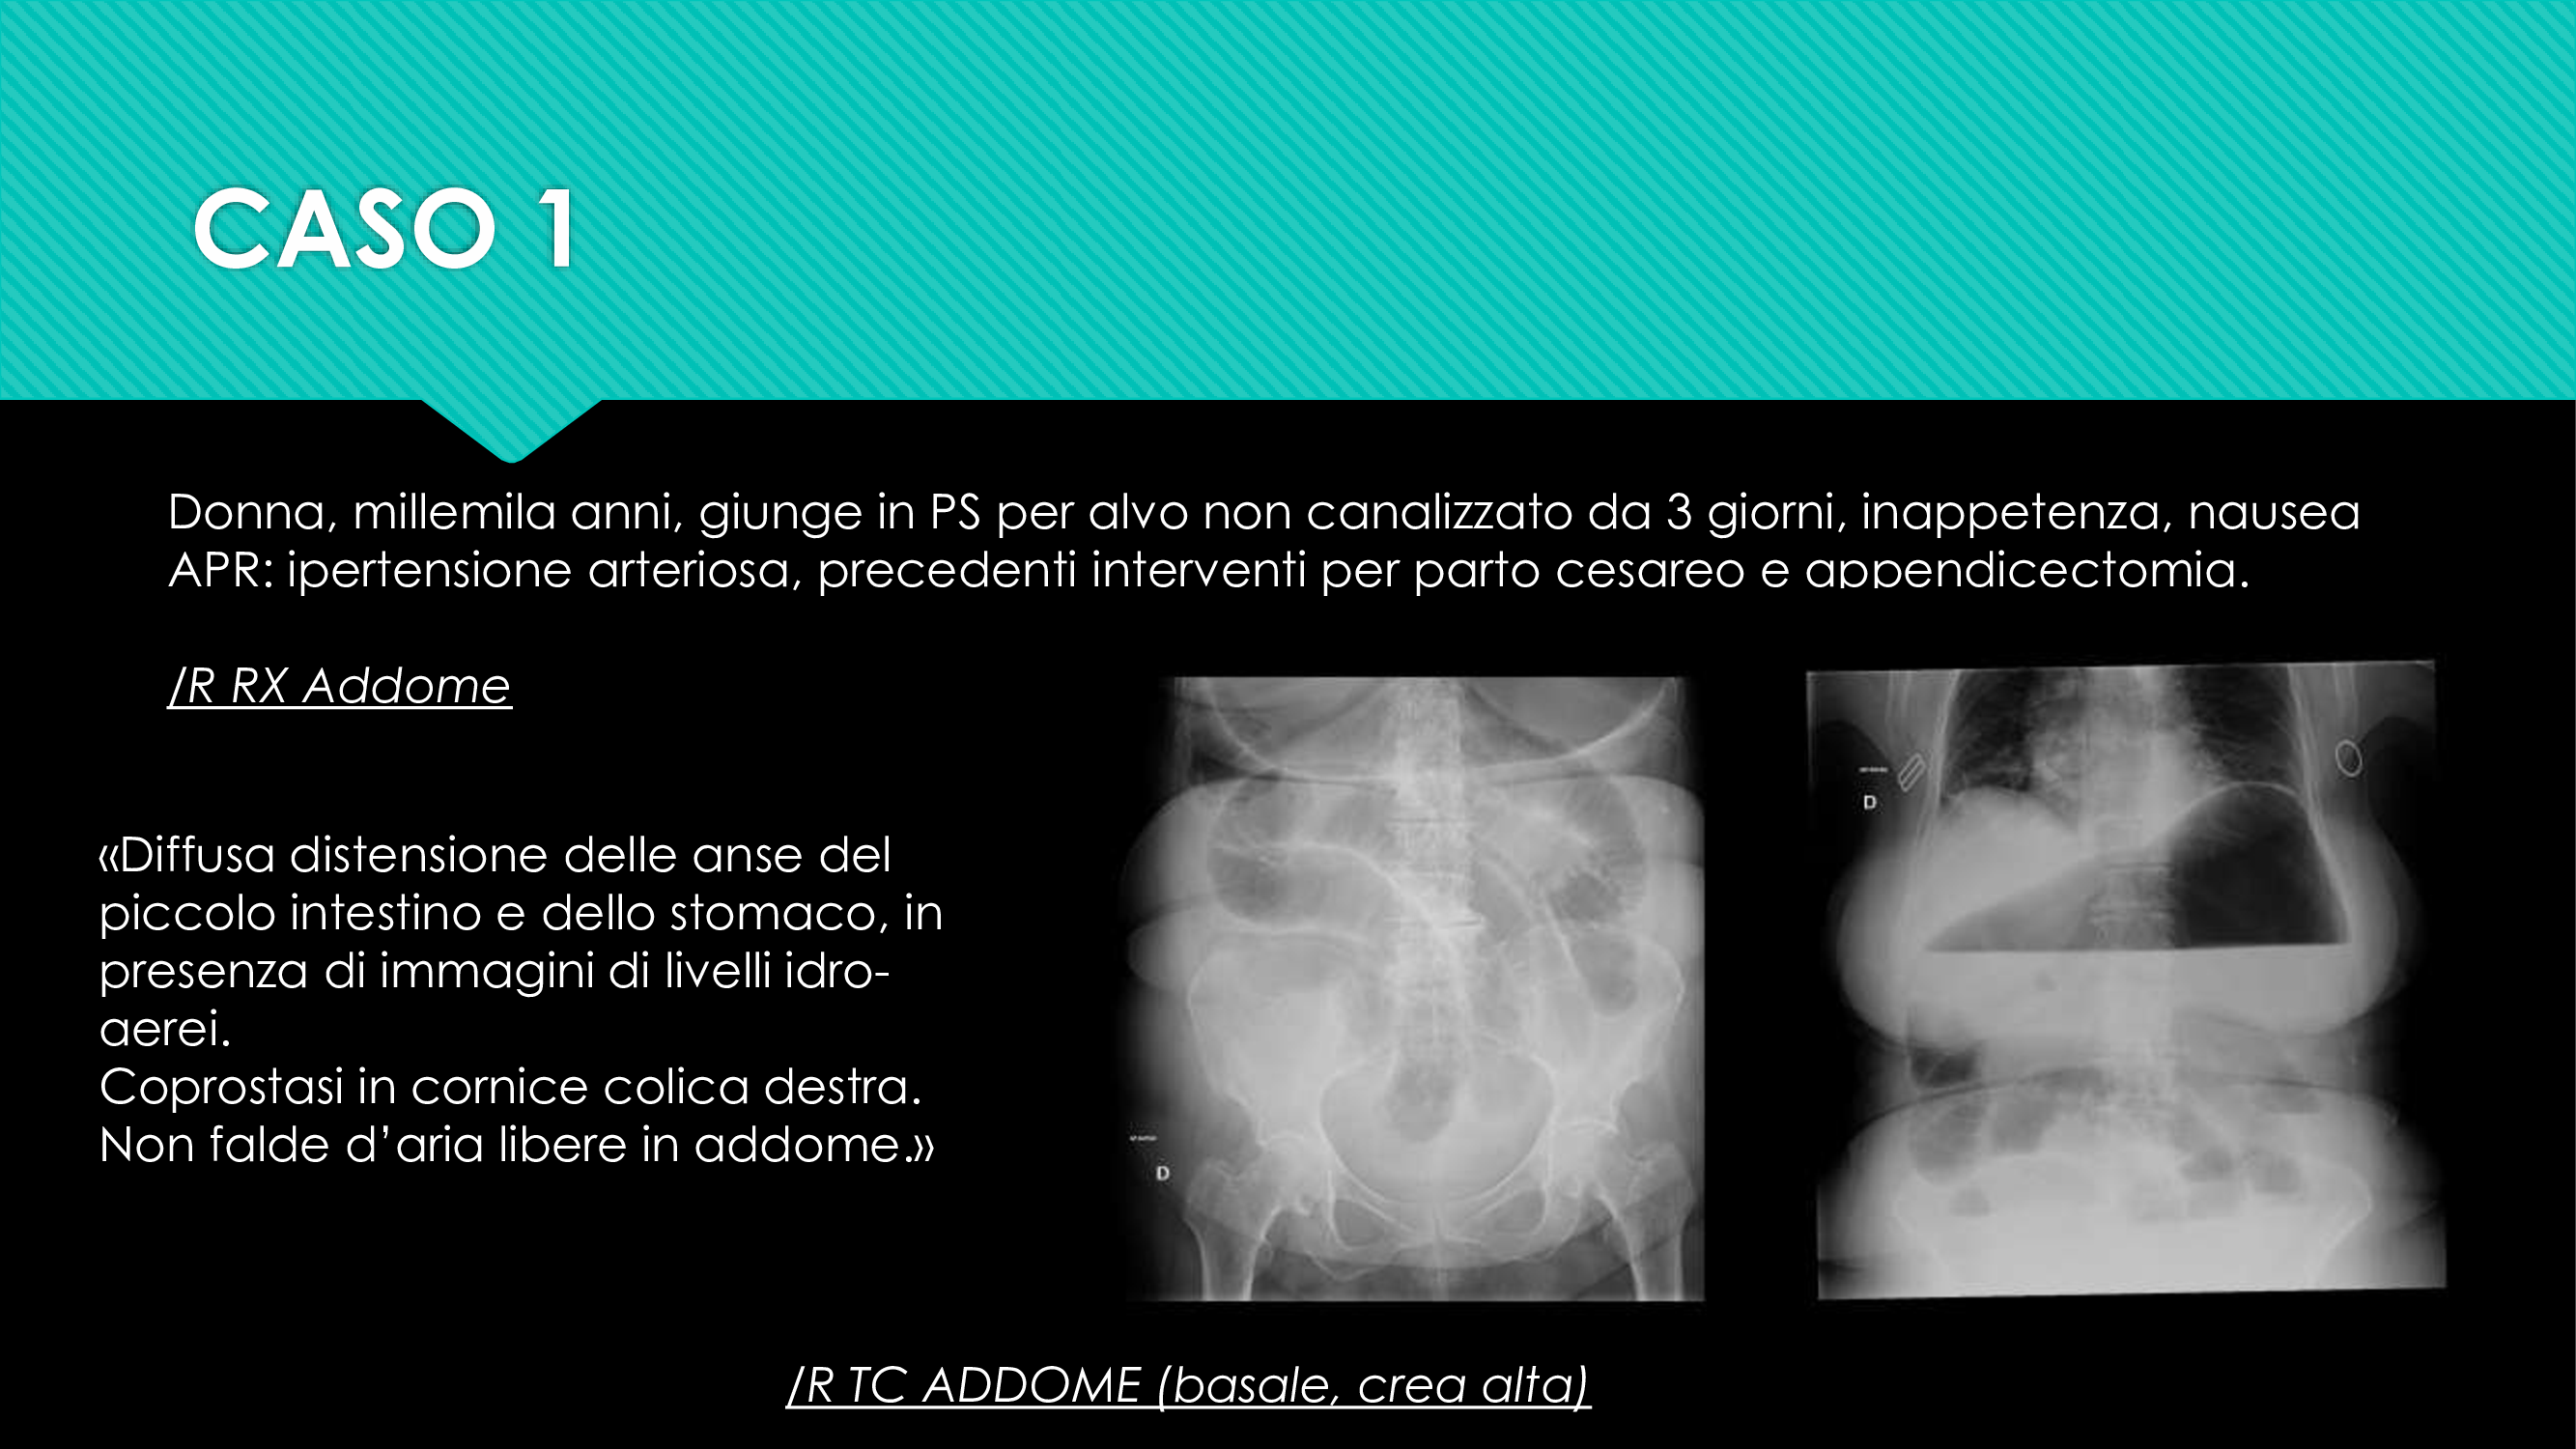 CASO 1
Donna, millemila anni, giunge in PS per alvo non canalizzato da 3 giorni, inappetenza, nausea
APR: ipertensione arteriosa, precedenti interventi per parto cesareo e appendicectomia.
/R RX Addome
«Diffusa distensione delle anse del
piccolo intestino e dello stomaco, in
presenza di immagini di livelli idro-
aerei.
Coprostasi in cornice colica destra.
Non falde d’aria libere in addome.»
D
D
/R TC ADDOME (basale, crea alta)